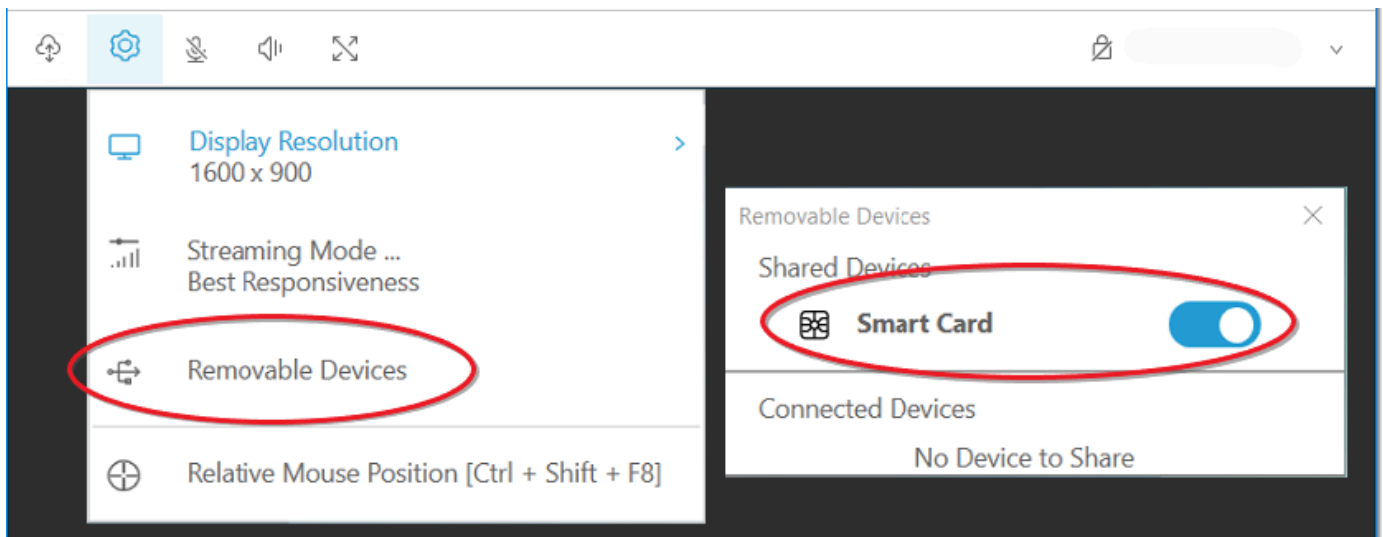 Display Resolution
1600 x 900
Streaming Mode ...
Best Responsiveness
Removable Devices
Relative Mouse Position [Ctrl + Shift + F8]
Removable Devices
Shared Devices
Smart Card
Connected Devices
No Device to Share